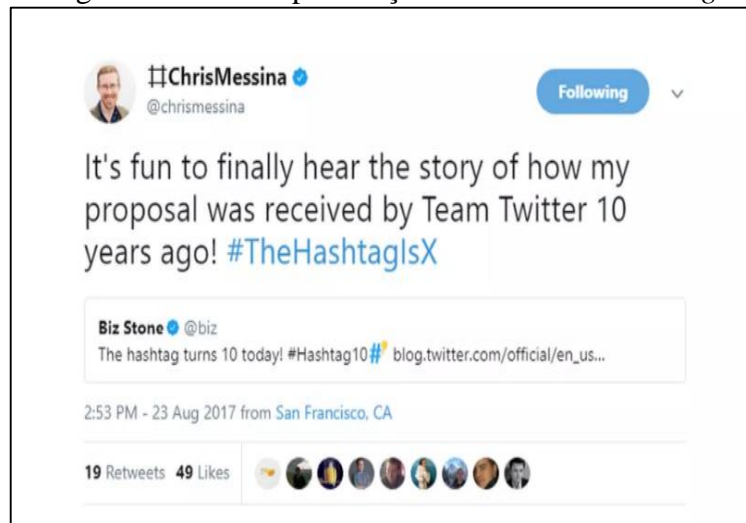 ⌗ChrisMessina
@chrismessina
Following
It's fun to finally hear the story of how my
proposal was received by Team Twitter 10
years ago! #TheHashtagIsX
Biz Stone @biz
The hashtag turns 10 today! #Hashtag10# blog.twitter.com/official/en_us...
2:53 PM - 23 Aug 2017 from San Francisco, CA
19 Retweets 49 Likes